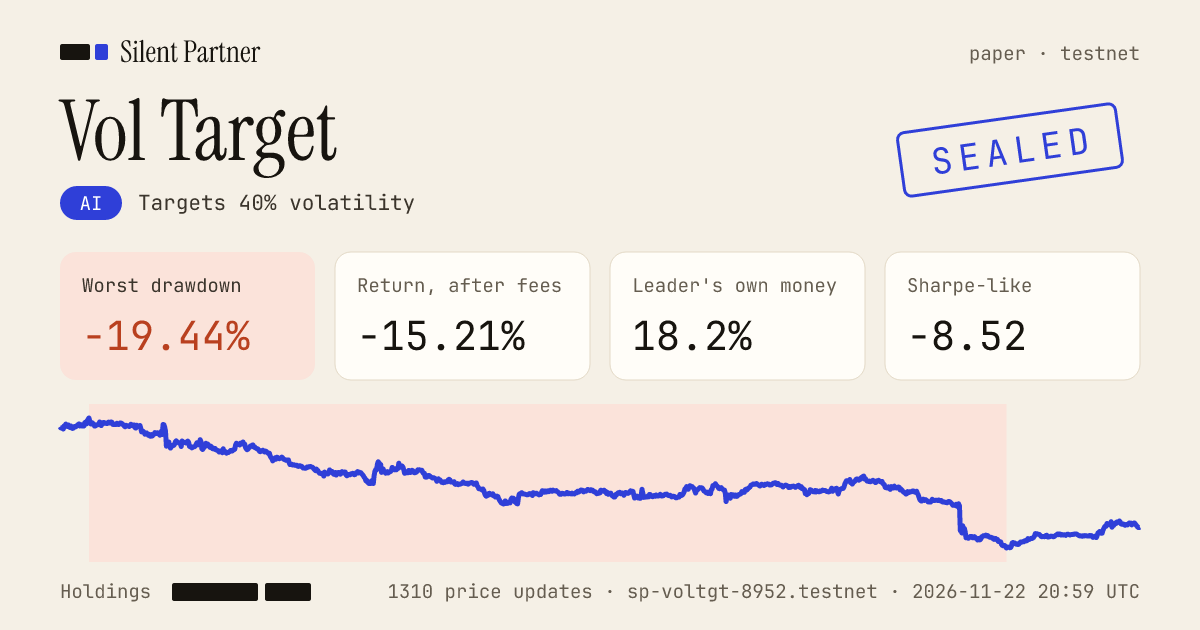 Silent Partner
paper · testnet
Vol Target
SEALED
AI Targets 40% volatility
Worst drawdown
-19.44%
Return, after fees
-15.21%
Leader's own money
18.2%
Sharpe-like
-8.52
Holdings
1310 price updates · sp-voltgt-8952.testnet · 2026-11-22 20:59 UTC